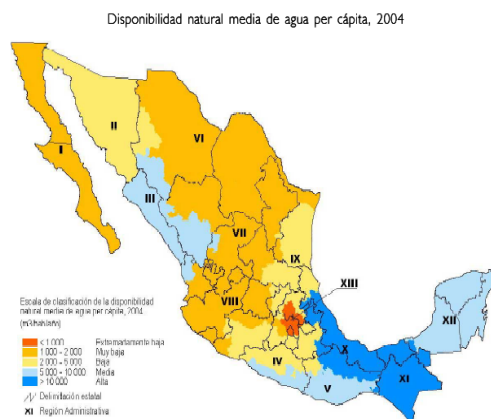 Disponibilidad natural media de agua per cápita, 2004
II
VI
I
III
VII
IX
XIII
VIII
XII
X
IV
V
XI
Escala de clasificación de la disponibilidad
natural media de agua per cápita, 2004
(m3/hab/año)
< 1 000 Extremadamente baja
1 000 - 2 000 Muy baja
2 000 - 5 000 Baja
5 000 - 10 000 Media
> 10 000 Alta
Delimitación estatal
XI Región Administrativa